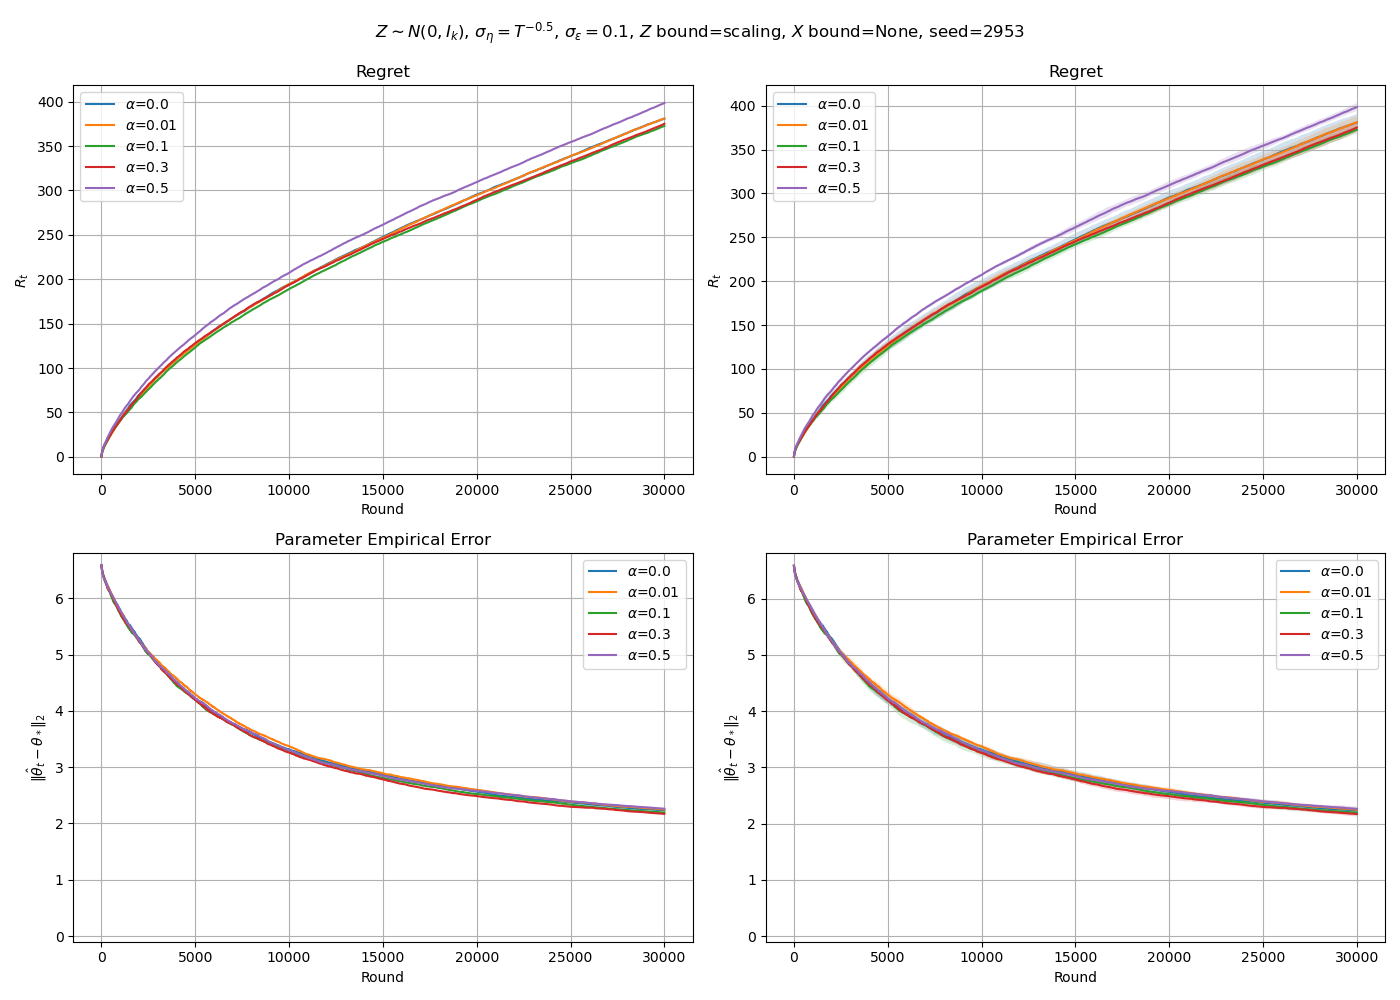 Z ∼ N(0, I_k), σ_η = T^{−0.5}, σ_ε = 0.1, Z bound=scaling, X bound=None, seed=2953
Regret
R_t
400
350
300
250
200
150
100
50
0
α=0.0
α=0.01
α=0.1
α=0.3
α=0.5
0 5000 10000 15000 20000 25000 30000
Round
Regret
R_t
400
350
300
250
200
150
100
50
0
α=0.0
α=0.01
α=0.1
α=0.3
α=0.5
0 5000 10000 15000 20000 25000 30000
Round
Parameter Empirical Error
‖θ̂_t − θ_*‖_2
6
5
4
3
2
1
0
α=0.0
α=0.01
α=0.1
α=0.3
α=0.5
0 5000 10000 15000 20000 25000 30000
Round
Parameter Empirical Error
‖θ̂_t − θ_*‖_2
6
5
4
3
2
1
0
α=0.0
α=0.01
α=0.1
α=0.3
α=0.5
0 5000 10000 15000 20000 25000 30000
Round